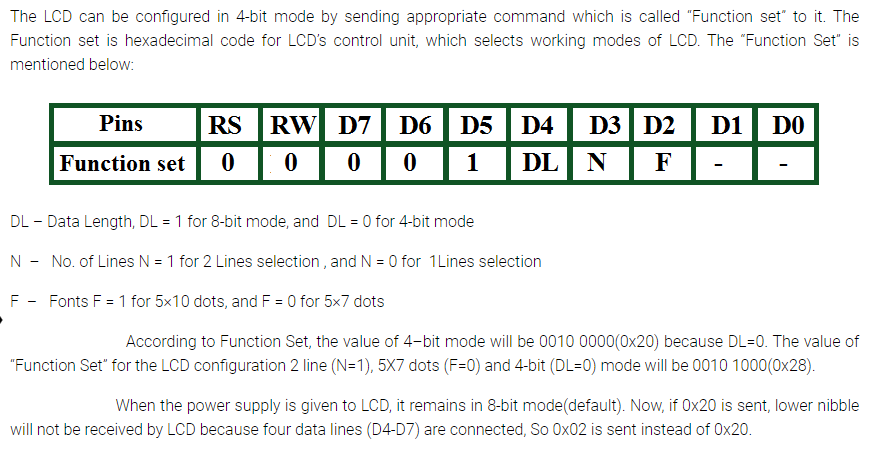 The LCD can be configured in 4-bit mode by sending appropriate command which is called “Function set” to it. The
Function set is hexadecimal code for LCD’s control unit, which selects working modes of LCD. The “Function Set” is
mentioned below:
Pins RS RW D7 D6 D5 D4 D3 D2 D1 D0
Function set 0 0 0 0 1 DL N F - -
DL – Data Length, DL = 1 for 8-bit mode, and DL = 0 for 4-bit mode
N – No. of Lines N = 1 for 2 Lines selection , and N = 0 for 1Lines selection
F – Fonts F = 1 for 5×10 dots, and F = 0 for 5×7 dots
According to Function Set, the value of 4–bit mode will be 0010 0000(0x20) because DL=0. The value of
“Function Set” for the LCD configuration 2 line (N=1), 5X7 dots (F=0) and 4-bit (DL=0) mode will be 0010 1000(0x28).
When the power supply is given to LCD, it remains in 8-bit mode(default). Now, if 0x20 is sent, lower nibble
will not be received by LCD because four data lines (D4-D7) are connected, So 0x02 is sent instead of 0x20.